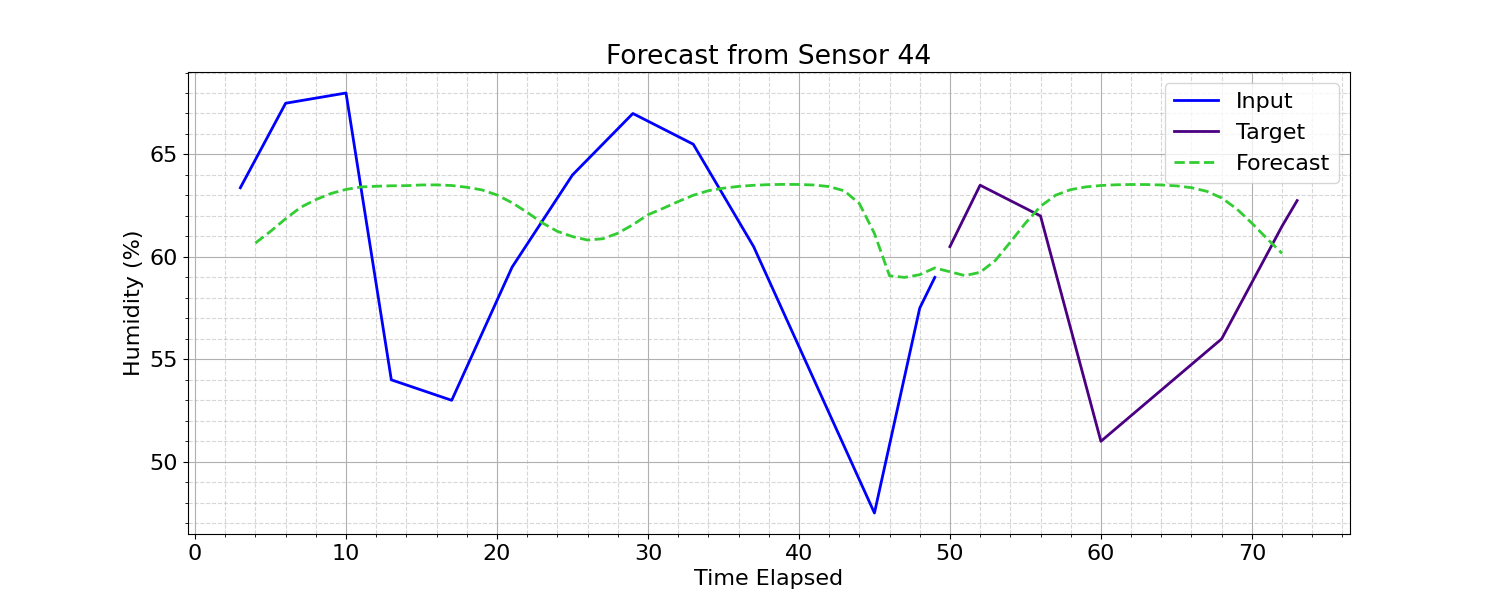 Forecast from Sensor 44
Input
Target
Forecast
Humidity (%)
65
60
55
50
0 10 20 30 40 50 60 70
Time Elapsed